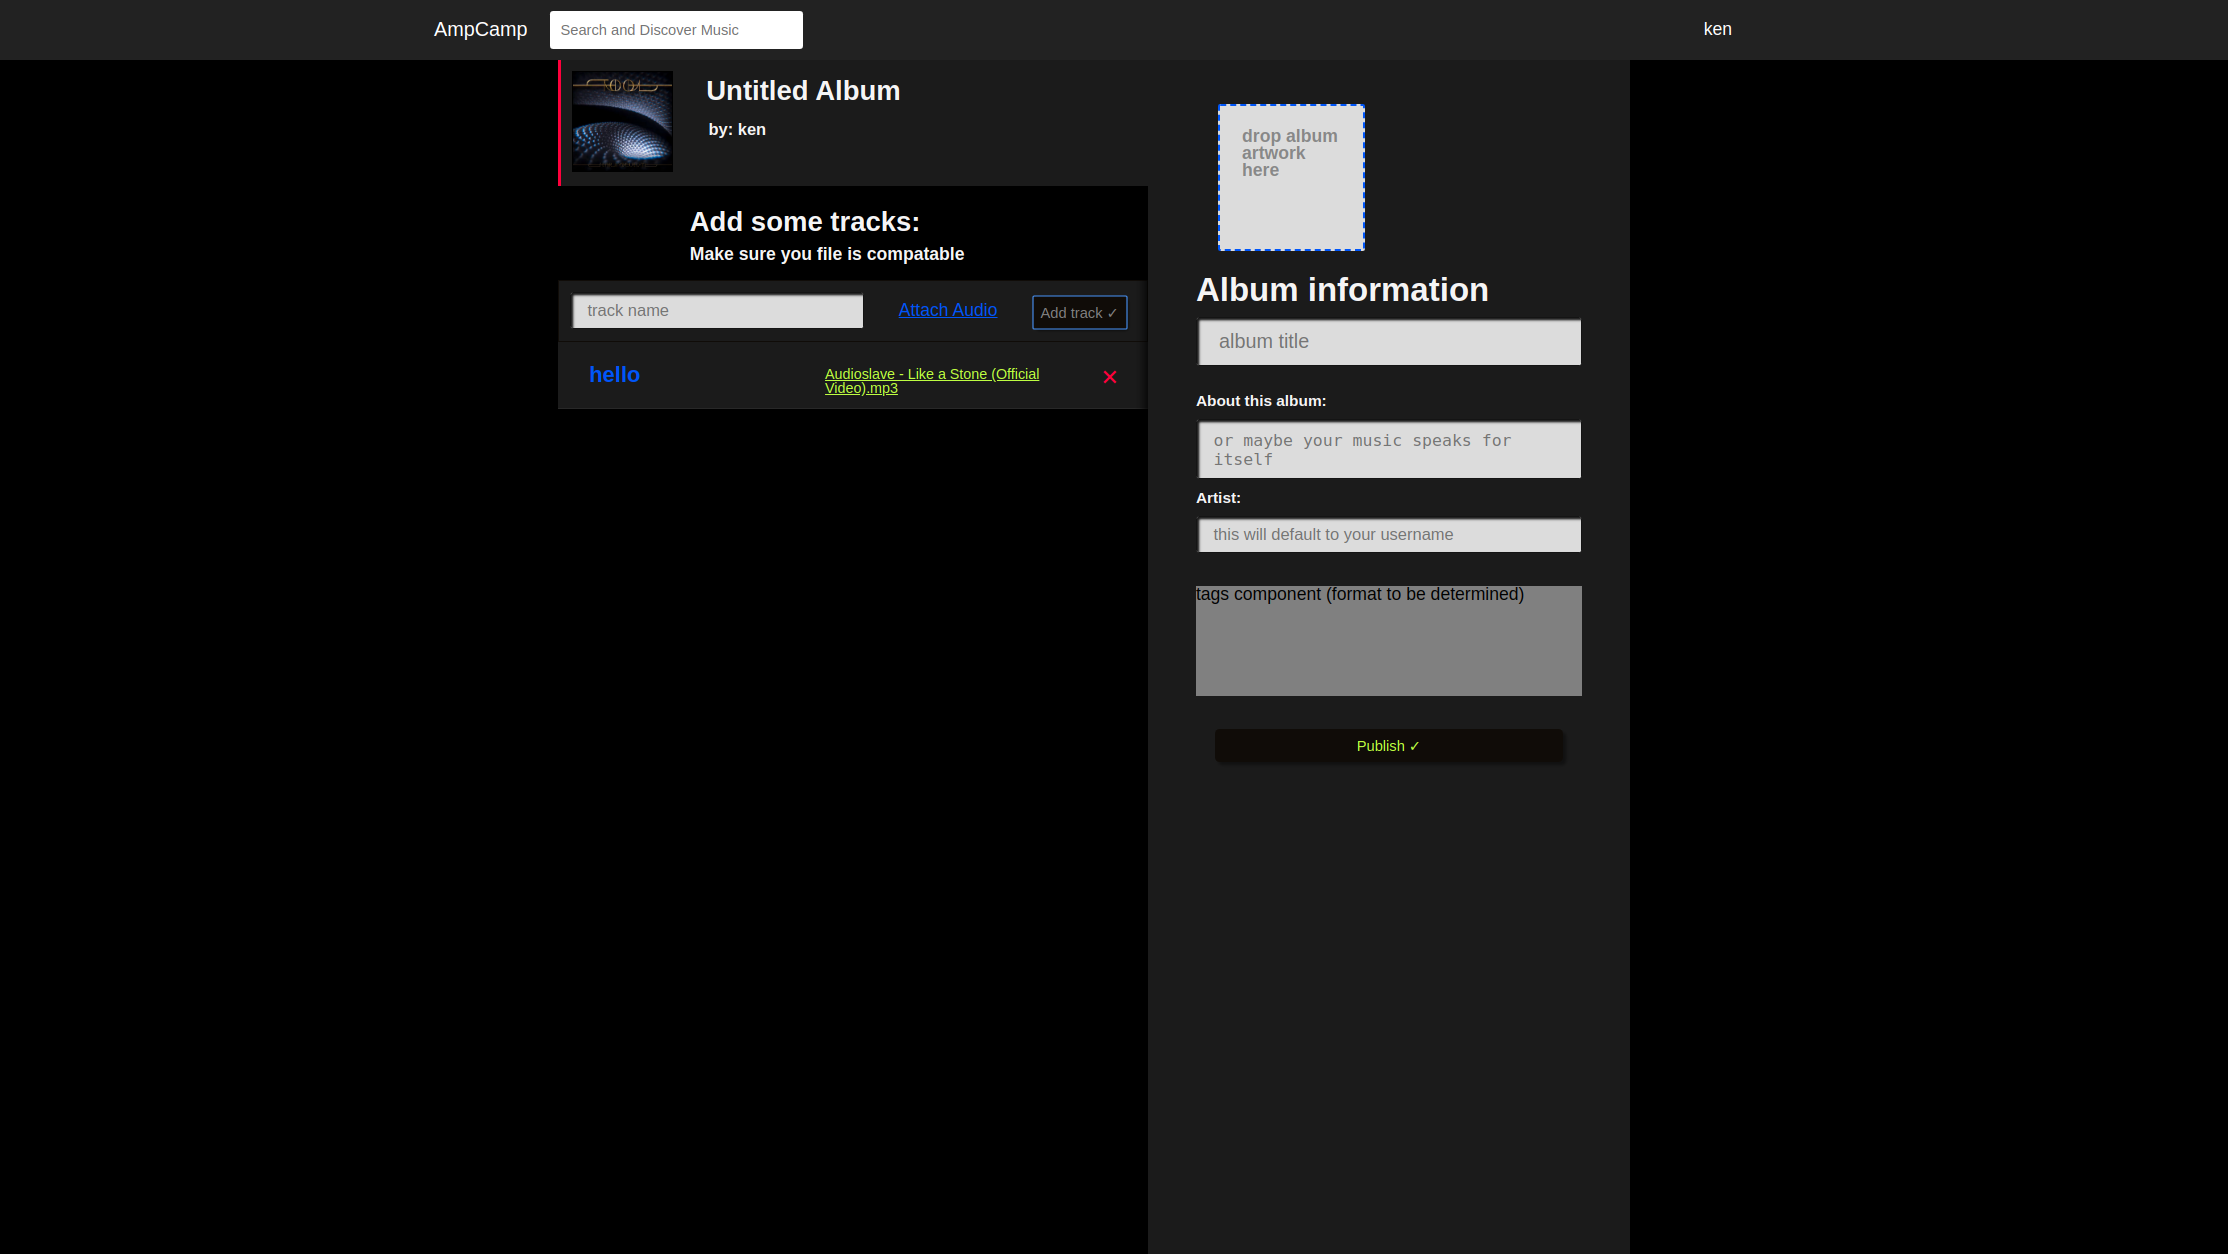 AmpCamp
Search and Discover Music
ken
TOOL
Untitled Album
by: ken
Add some tracks:
Make sure you file is compatable
track name
Attach Audio
Add track ✓
hello
Audioslave - Like a Stone (Official
Video).mp3
✕
drop album
artwork
here
Album information
album title
About this album:
or maybe your music speaks for
itself
Artist:
this will default to your username
tags component (format to be determined)
Publish ✓